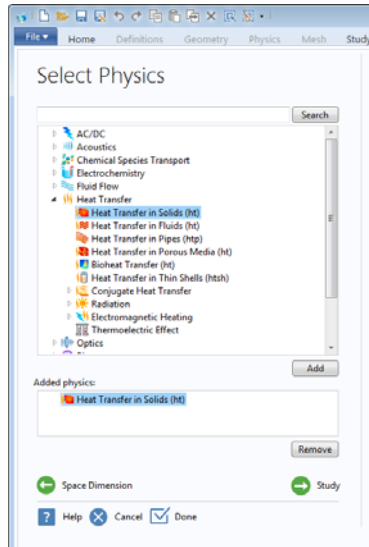 File Home Definitions Geometry Physics Mesh Study
Select Physics
Search
AC/DC
Acoustics
Chemical Species Transport
Electrochemistry
Fluid Flow
Heat Transfer
Heat Transfer in Solids (ht)
Heat Transfer in Fluids (ht)
Heat Transfer in Pipes (htp)
Heat Transfer in Porous Media (ht)
Bioheat Transfer (ht)
Heat Transfer in Thin Shells (htsh)
Conjugate Heat Transfer
Radiation
Electromagnetic Heating
Thermoelectric Effect
Optics
Add
Added physics:
Heat Transfer in Solids (ht)
Remove
Space Dimension Study
? Help Cancel Done